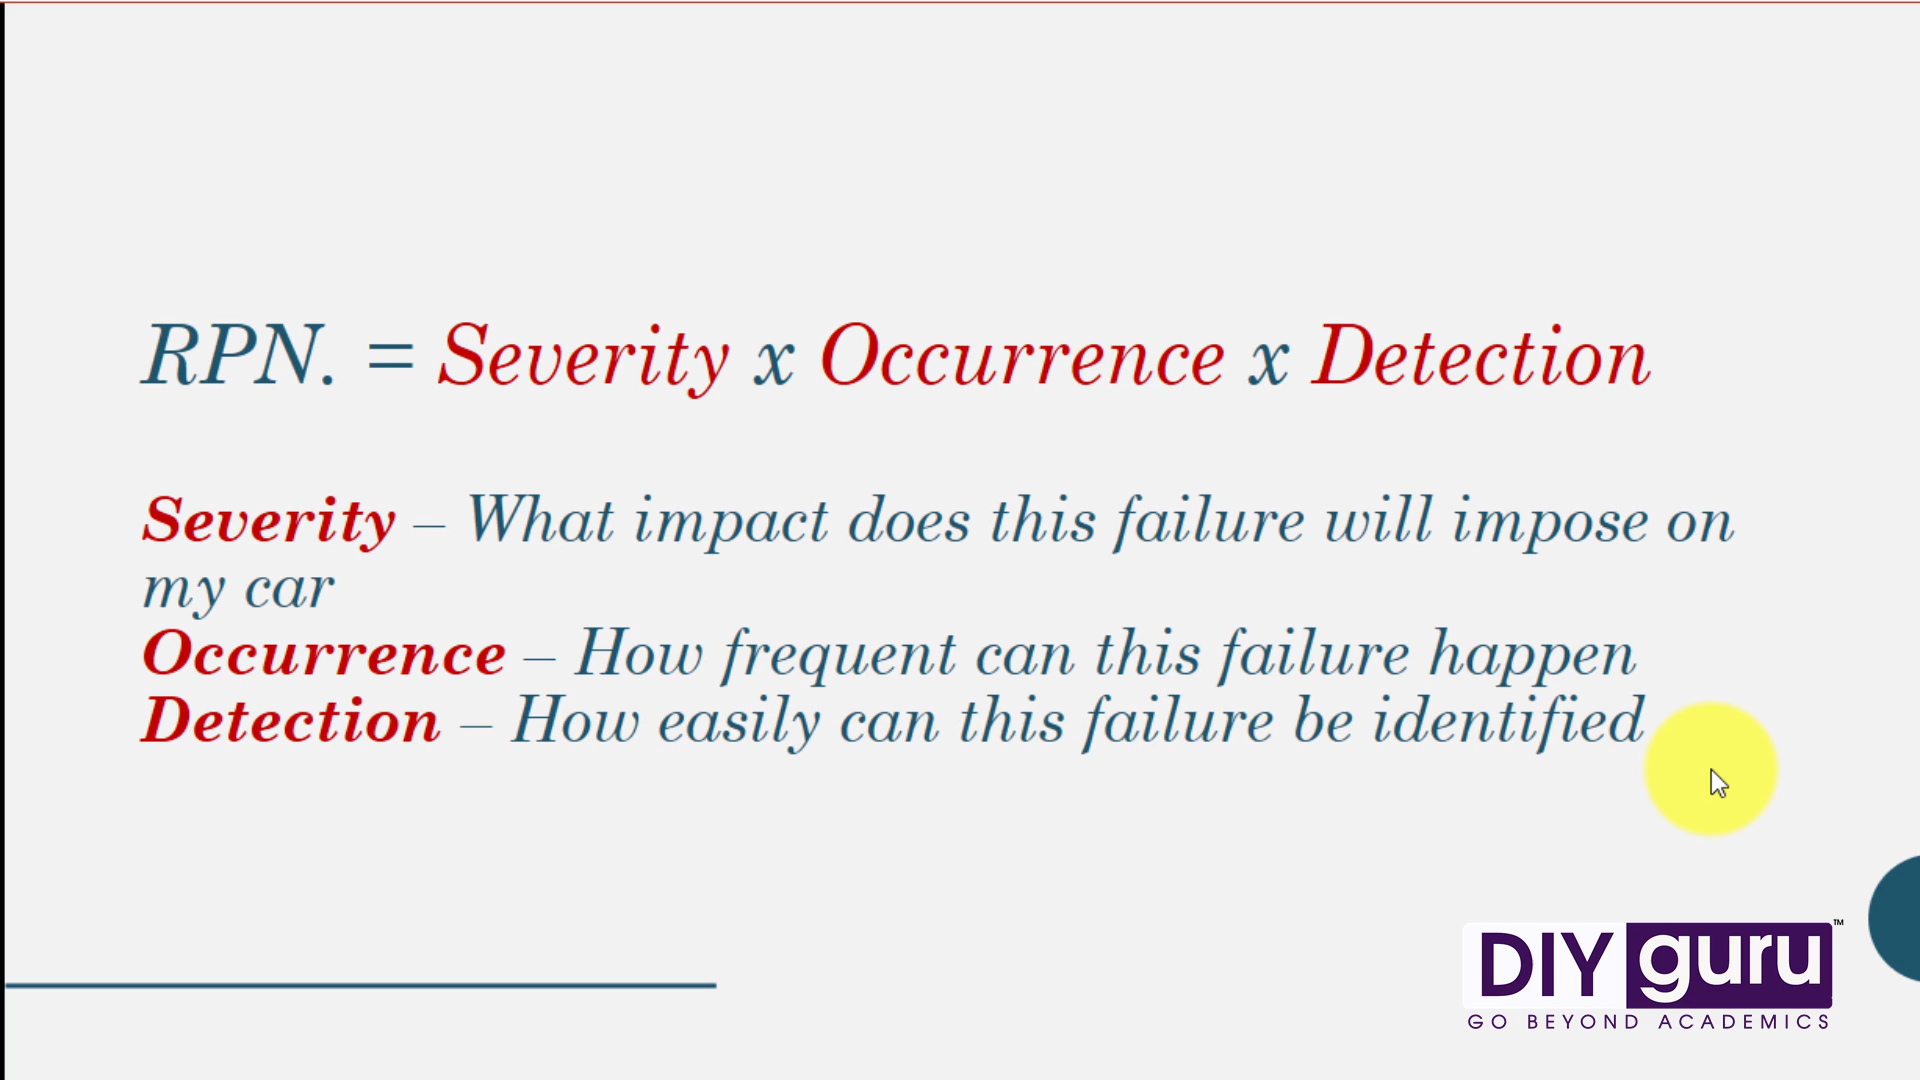 RPN. = Severity x Occurrence x Detection
Severity – What impact does this failure will impose on
my car
Occurrence – How frequent can this failure happen
Detection – How easily can this failure be identified
DIY guru™
GO BEYOND ACADEMICS